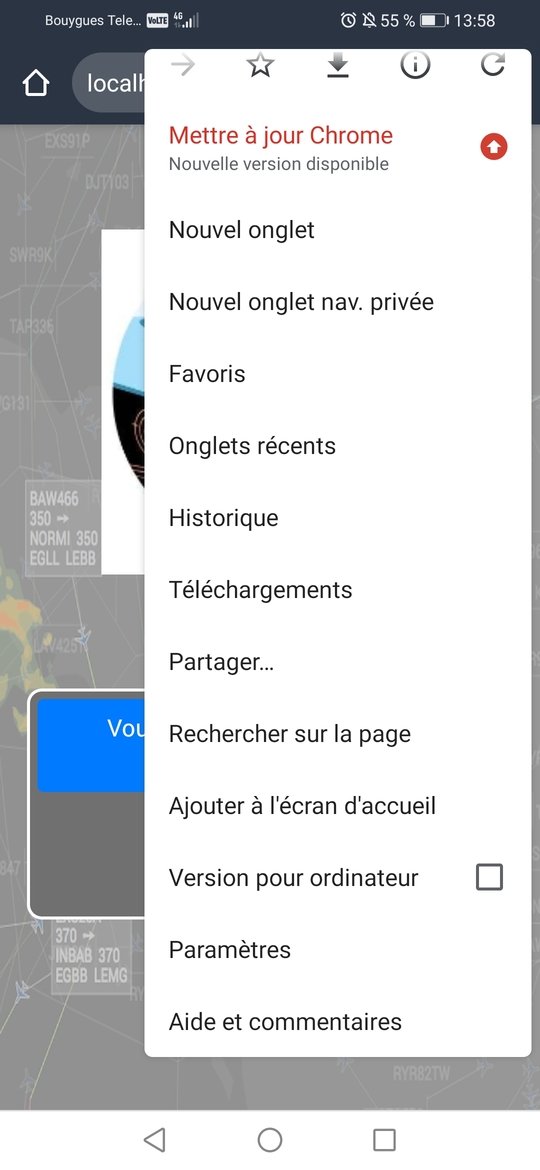 Bouygues Tele... VoLTE 4G 55 % 13:58
localh
EXS91P
DJT103
Mettre à jour Chrome
Nouvelle version disponible
Nouvel onglet
SWR9K
Nouvel onglet nav. privée
TAP336
Favoris
G131
Onglets récents
BAW466
350 →
NORMI 350
EGLL LEBB
Historique
Téléchargements
Partager...
Vou
Rechercher sur la page
Ajouter à l'écran d'accueil
847
Version pour ordinateur
370 →
INBAB 370
EGBB LEMG
Paramètres
Aide et commentaires
RYR82TW